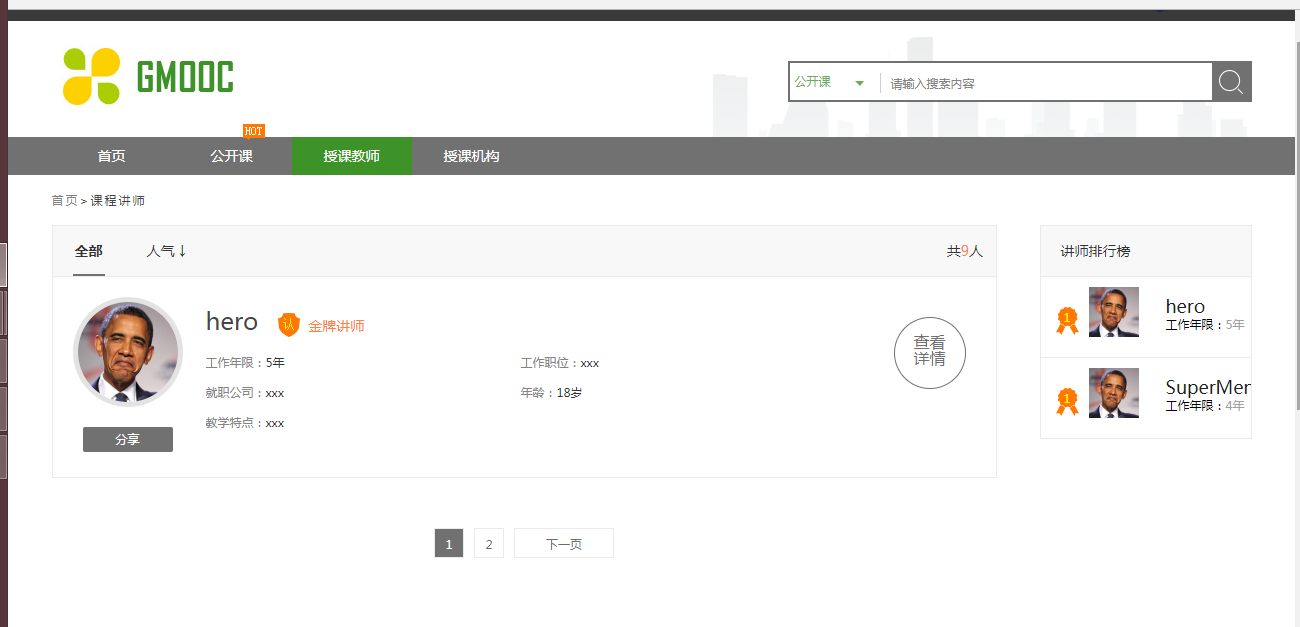 GMOOC
公开课 请输入搜索内容
HOT
首页 公开课 授课教师 授课机构
首页 > 课程讲师
全部 人气↓ 共9人
hero 认 金牌讲师
工作年限：5年 工作职位：xxx
就职公司：xxx 年龄：18岁
教学特点：xxx
查看
详情
分享
讲师排行榜
1 hero
工作年限：5年
1 SuperMer
工作年限：4年
1 2 下一页